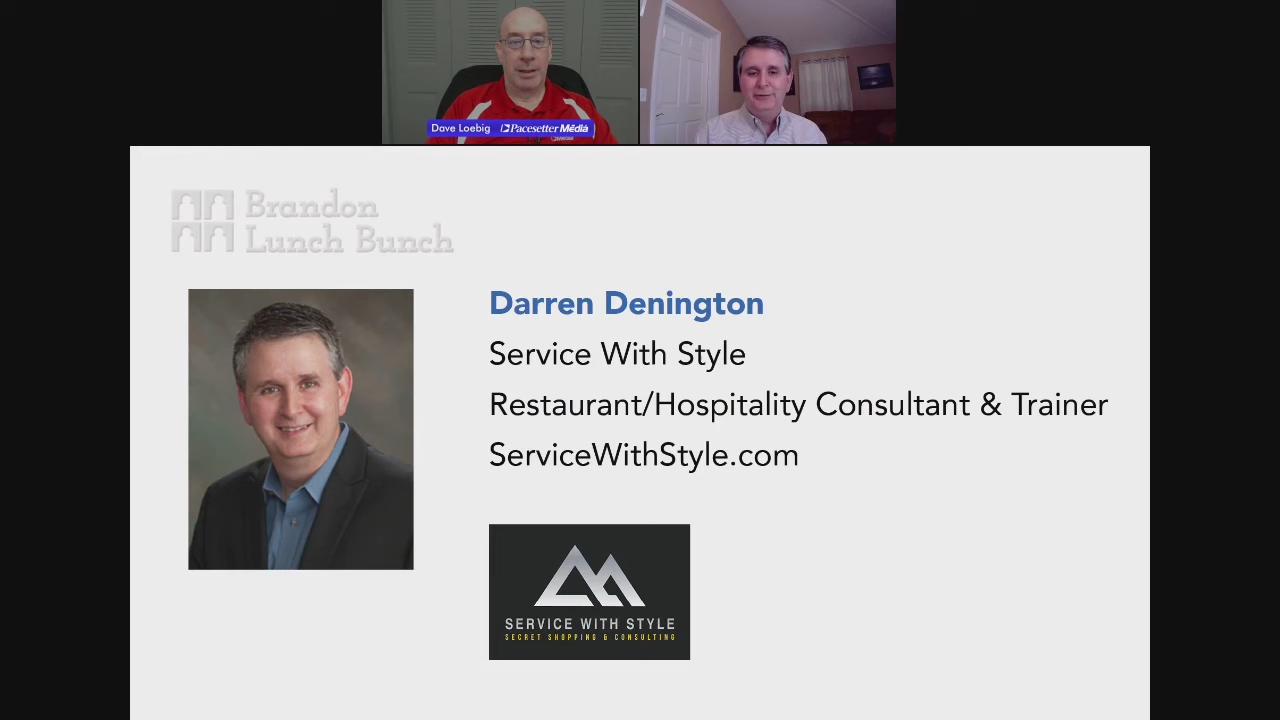 Dave Loebig Pacesetter Media
Brandon
Lunch Bunch
Darren Denington
Service With Style
Restaurant/Hospitality Consultant & Trainer
ServiceWithStyle.com
SERVICE WITH STYLE
SECRET SHOPPING & CONSULTING